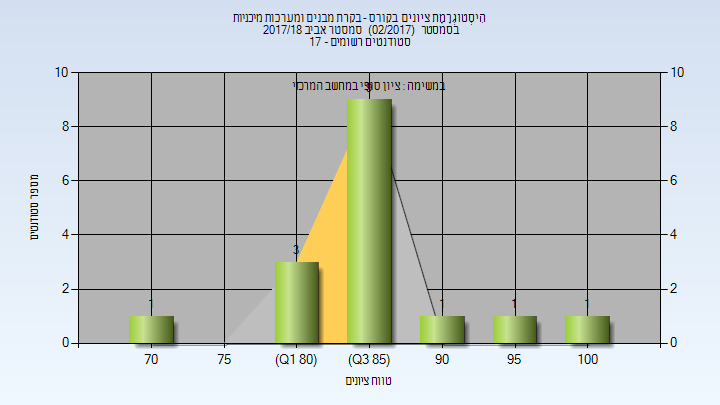 היסטוגרמת ציונים בקורס - בקרת מבנים ומערכות מיכניות
בסמסטר (02/2017) סמסטר אביב 2017/18
סטודנטים רשומים - 17
במשימה : ציון סופי במחשב המרכזי
10
8
6
4
2
0
10
8
6
4
2
0
מספר סטודנטים
1
3
9
1
1
1
70
75
(Q1 80)
(Q3 85)
90
95
100
טווח ציונים